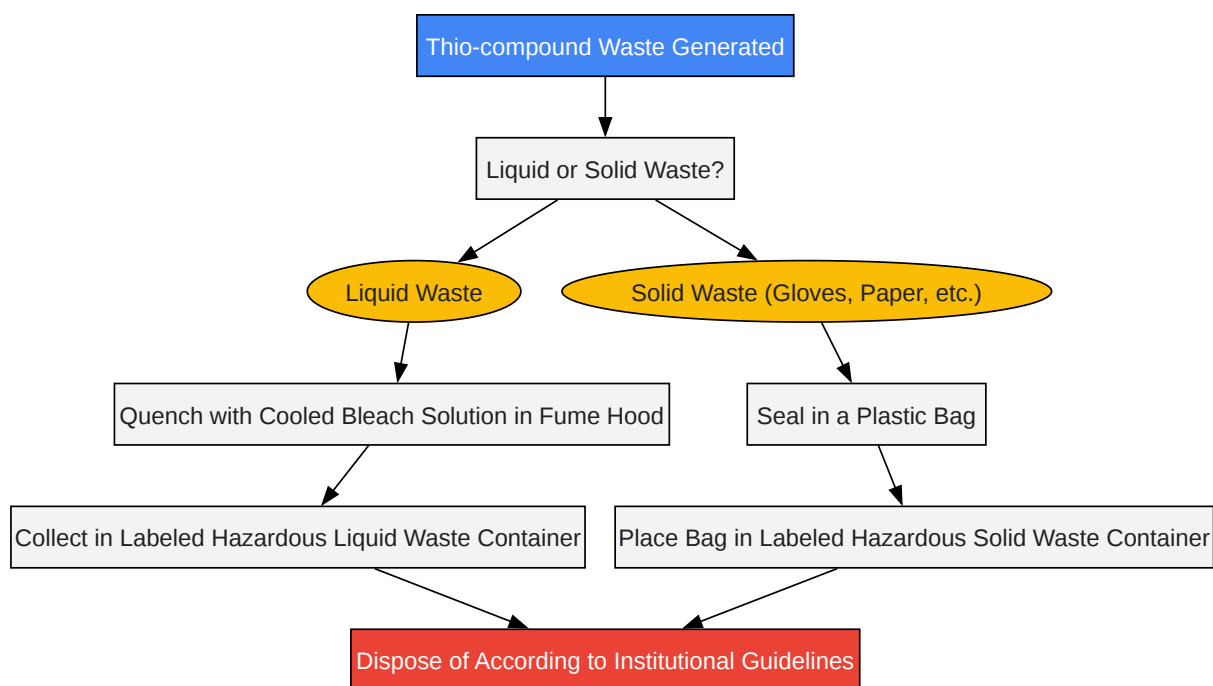 Thio-compound Waste Generated
Liquid or Solid Waste?
Liquid Waste
Solid Waste (Gloves, Paper, etc.)
Quench with Cooled Bleach Solution in Fume Hood
Seal in a Plastic Bag
Collect in Labeled Hazardous Liquid Waste Container
Place Bag in Labeled Hazardous Solid Waste Container
Dispose of According to Institutional Guidelines